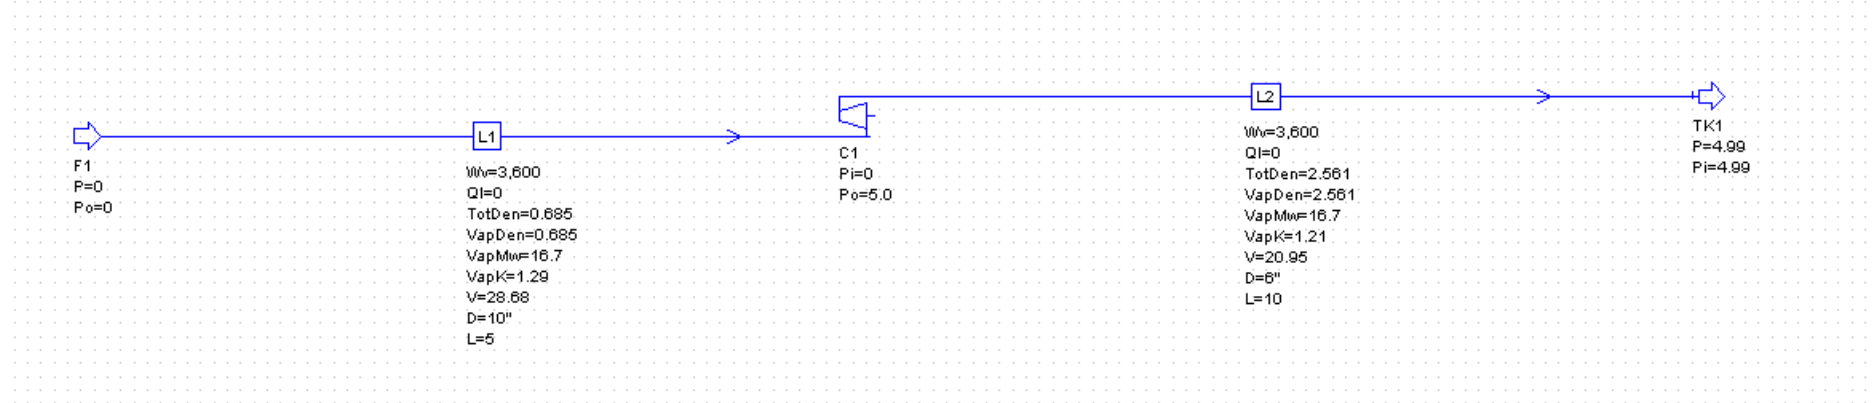 L1
L2
F1
P=0
Po=0
Wv=3,600
Ql=0
TotDen=0.685
VapDen=0.685
VapMw=16.7
VapK=1.29
V=28.68
D=10"
L=5
C1
Pi=0
Po=5.0
Wv=3,600
Ql=0
TotDen=2.561
VapDen=2.561
VapMw=16.7
VapK=1.21
V=20.95
D=6"
L=10
TK1
P=4.99
Pi=4.99